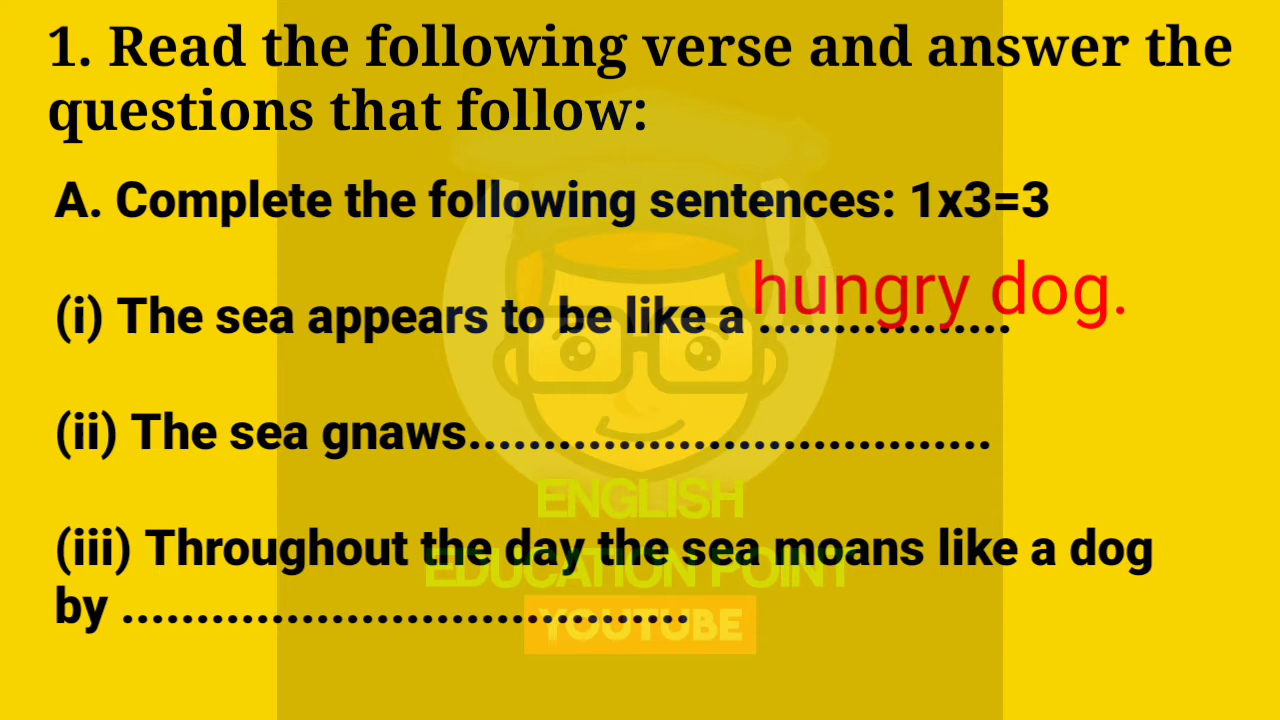 1. Read the following verse and answer the
questions that follow:
A. Complete the following sentences: 1x3=3
(i) The sea appears to be like a ................. hungry dog.
(ii) The sea gnaws...................................
(iii) Throughout the day the sea moans like a dog
by ......................................
ENGLISH
EDUCATION POINT
YOUTUBE